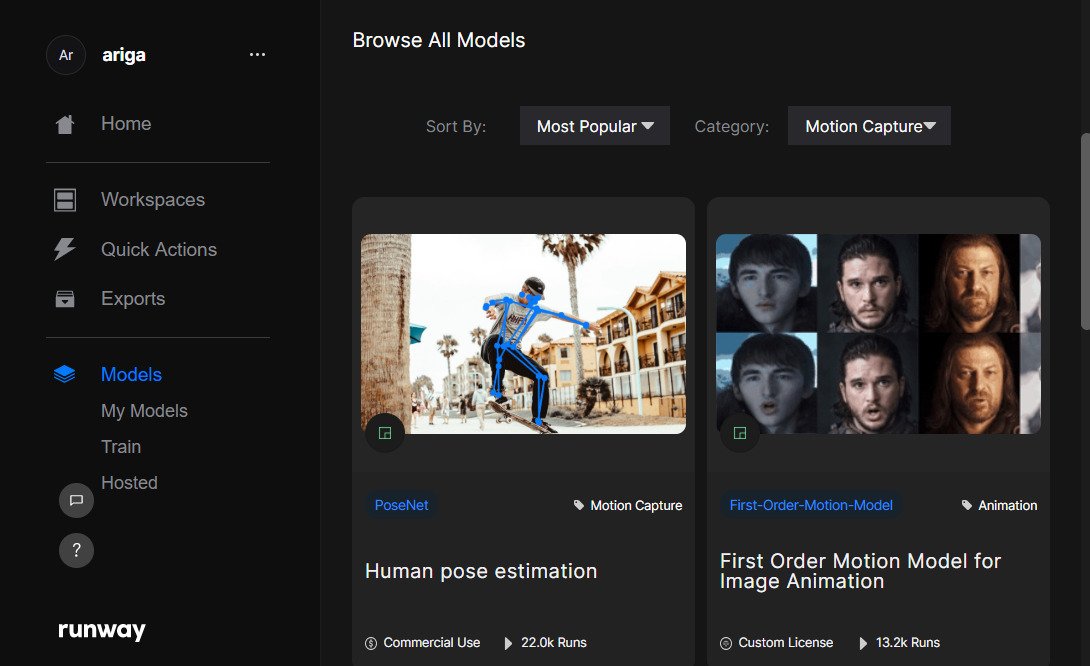 Ar
ariga
Home
Workspaces
Quick Actions
Exports
Models
My Models
Train
Hosted
?
runway
Browse All Models
Sort By:
Most Popular
Category:
Motion Capture
PoseNet
Motion Capture
Human pose estimation
Commercial Use
22.0k Runs
First-Order-Motion-Model
Animation
First Order Motion Model for
Image Animation
Custom License
13.2k Runs